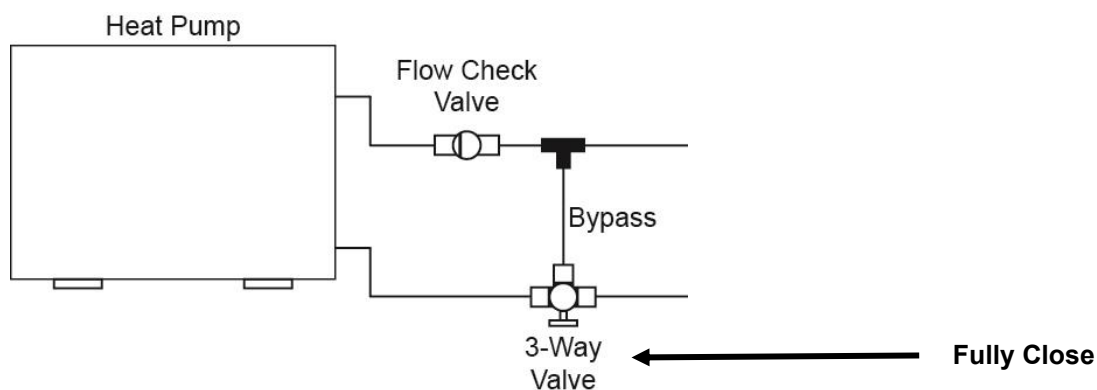 Heat Pump
Flow Check
Valve
Bypass
3-Way
Valve
Fully Close